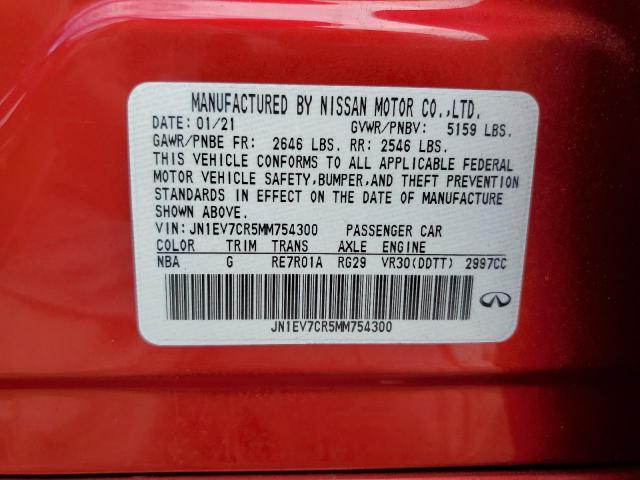 MANUFACTURED BY NISSAN MOTOR CO.,LTD.
DATE: 01/21 GVWR/PNBV: 5159 LBS.
GAWR/PNBE FR: 2646 LBS. RR: 2546 LBS.
THIS VEHICLE CONFORMS TO ALL APPLICABLE FEDERAL
MOTOR VEHICLE SAFETY,BUMPER,AND THEFT PREVENTION
STANDARDS IN EFFECT ON THE DATE OF MANUFACTURE
SHOWN ABOVE.
VIN:JN1EV7CR5MM754300 PASSENGER CAR
COLOR TRIM TRANS AXLE ENGINE
NBA G RE7R01A RG29 VR30(DDTT) 2997CC
JN1EV7CR5MM754300